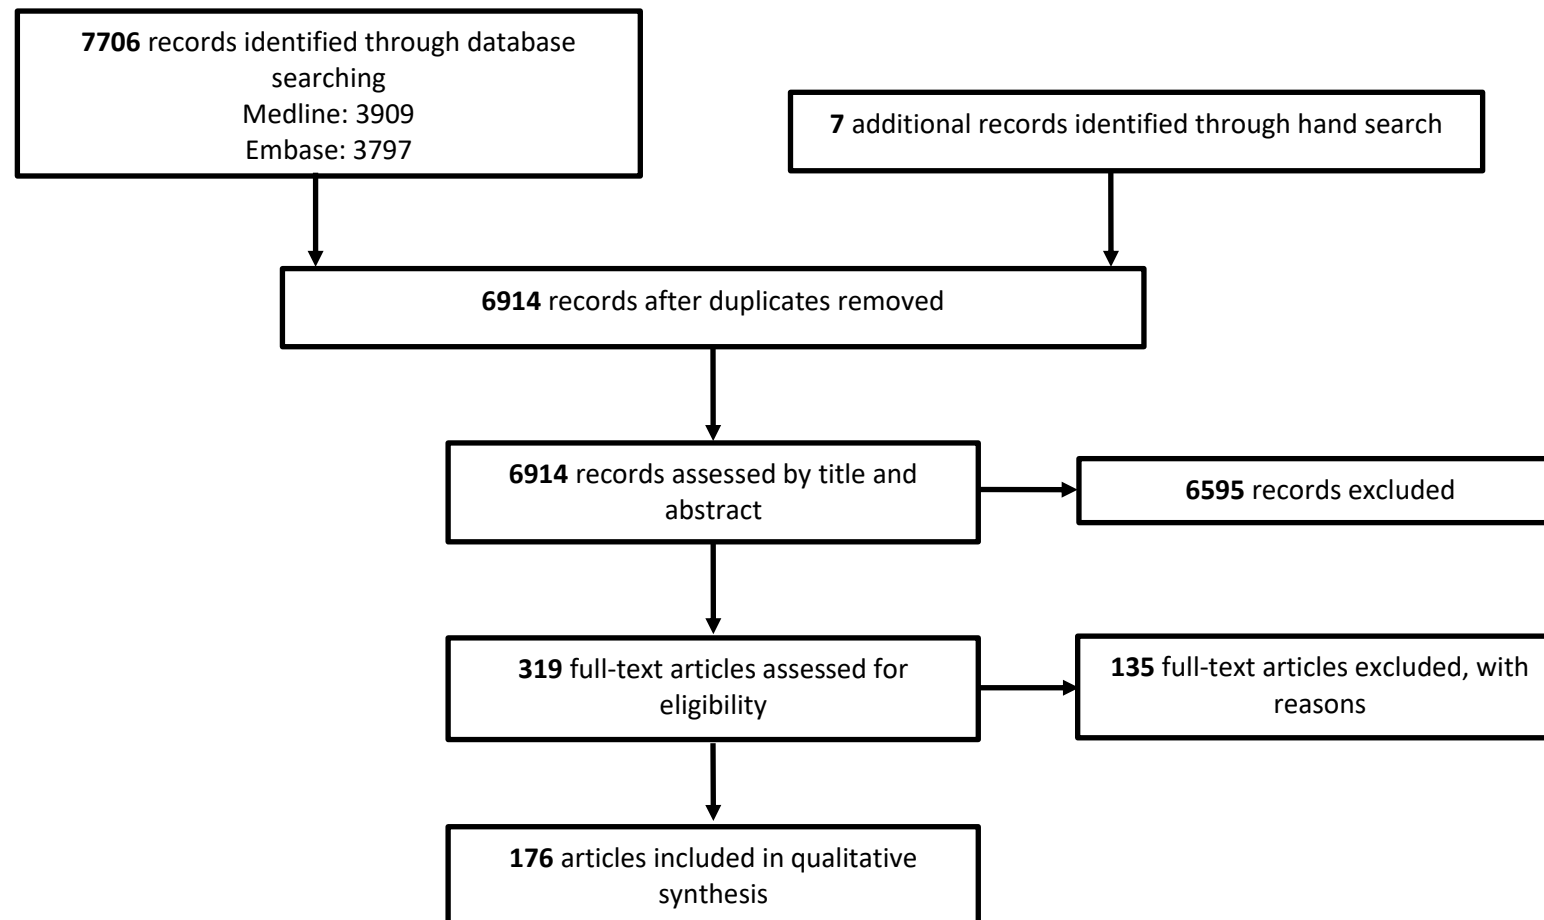 7706 records identified through database
searching
Medline: 3909
Embase: 3797
7 additional records identified through hand search
6914 records after duplicates removed
6914 records assessed by title and
abstract
6595 records excluded
319 full-text articles assessed for
eligibility
135 full-text articles excluded, with
reasons
176 articles included in qualitative
synthesis